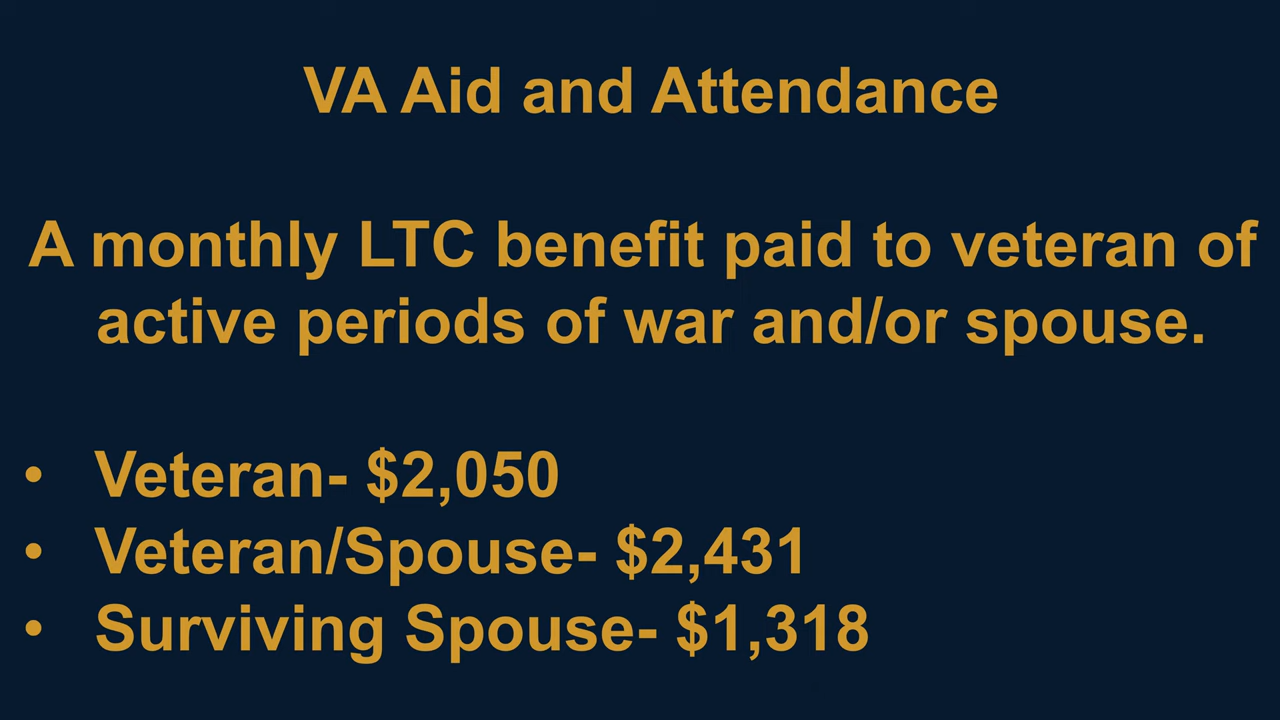 VA Aid and Attendance
A monthly LTC benefit paid to veteran of
active periods of war and/or spouse.
• Veteran- $2,050
• Veteran/Spouse- $2,431
• Surviving Spouse- $1,318